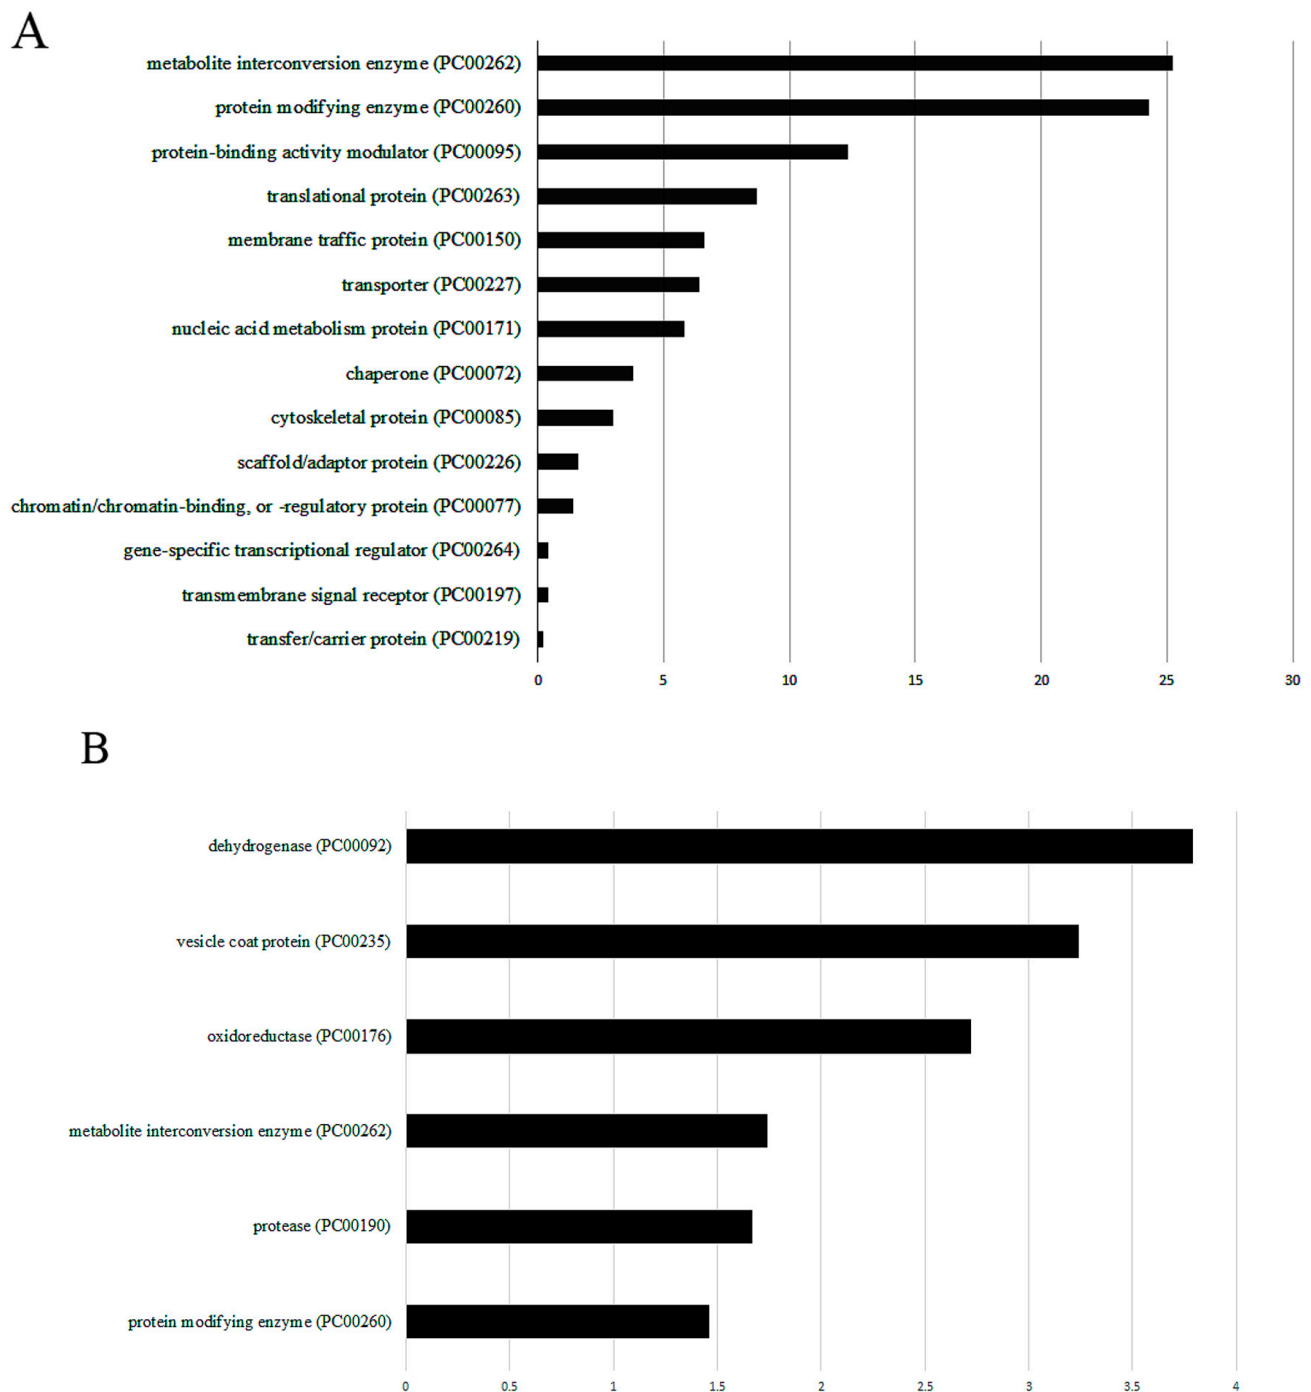 A
metabolite interconversion enzyme (PC00262)
protein modifying enzyme (PC00260)
protein-binding activity modulator (PC00095)
translational protein (PC00263)
membrane traffic protein (PC00150)
transporter (PC00227)
nucleic acid metabolism protein (PC00171)
chaperone (PC00072)
cytoskeletal protein (PC00085)
scaffold/adaptor protein (PC00226)
chromatin/chromatin-binding, or -regulatory protein (PC00077)
gene-specific transcriptional regulator (PC00264)
transmembrane signal receptor (PC00197)
transfer/carrier protein (PC00219)
0 5 10 15 20 25 30
B
dehydrogenase (PC00092)
vesicle coat protein (PC00235)
oxidoreductase (PC00176)
metabolite interconversion enzyme (PC00262)
protease (PC00190)
protein modifying enzyme (PC00260)
0 0.5 1 1.5 2 2.5 3 3.5 4